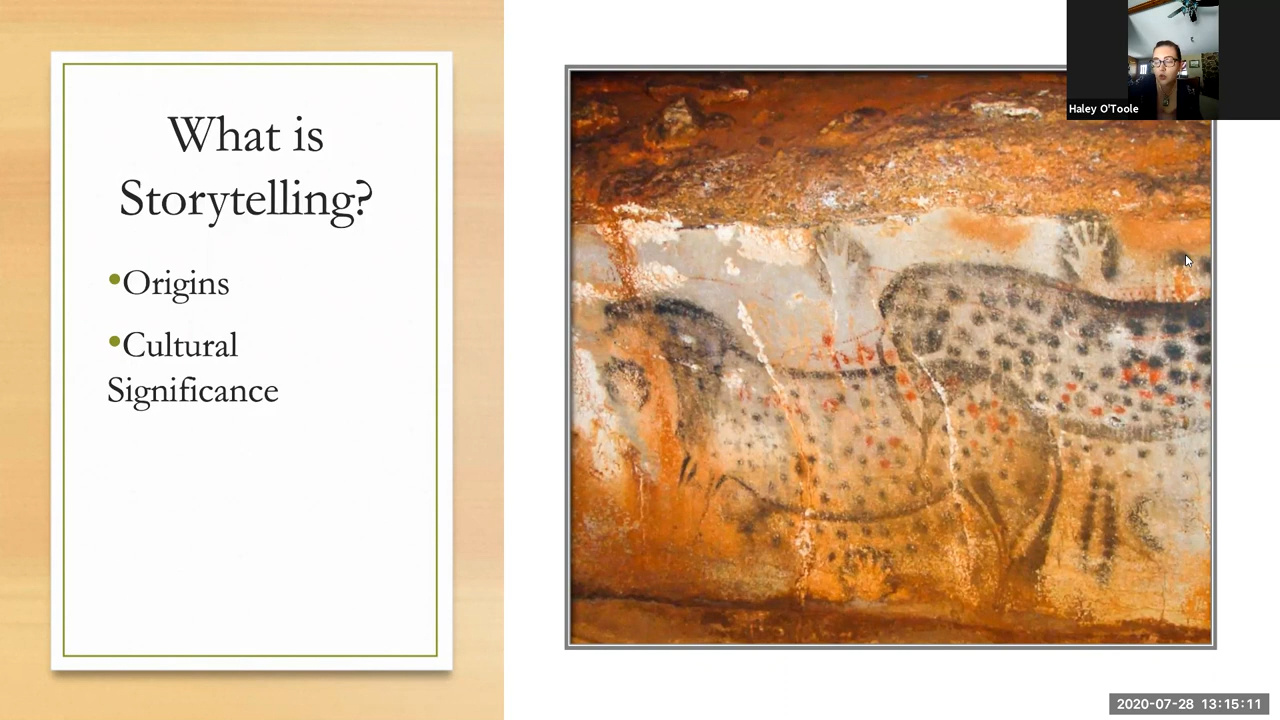 What is
Storytelling?
•Origins
•Cultural
Significance
Haley O'Toole
2020-07-28 13:15:11